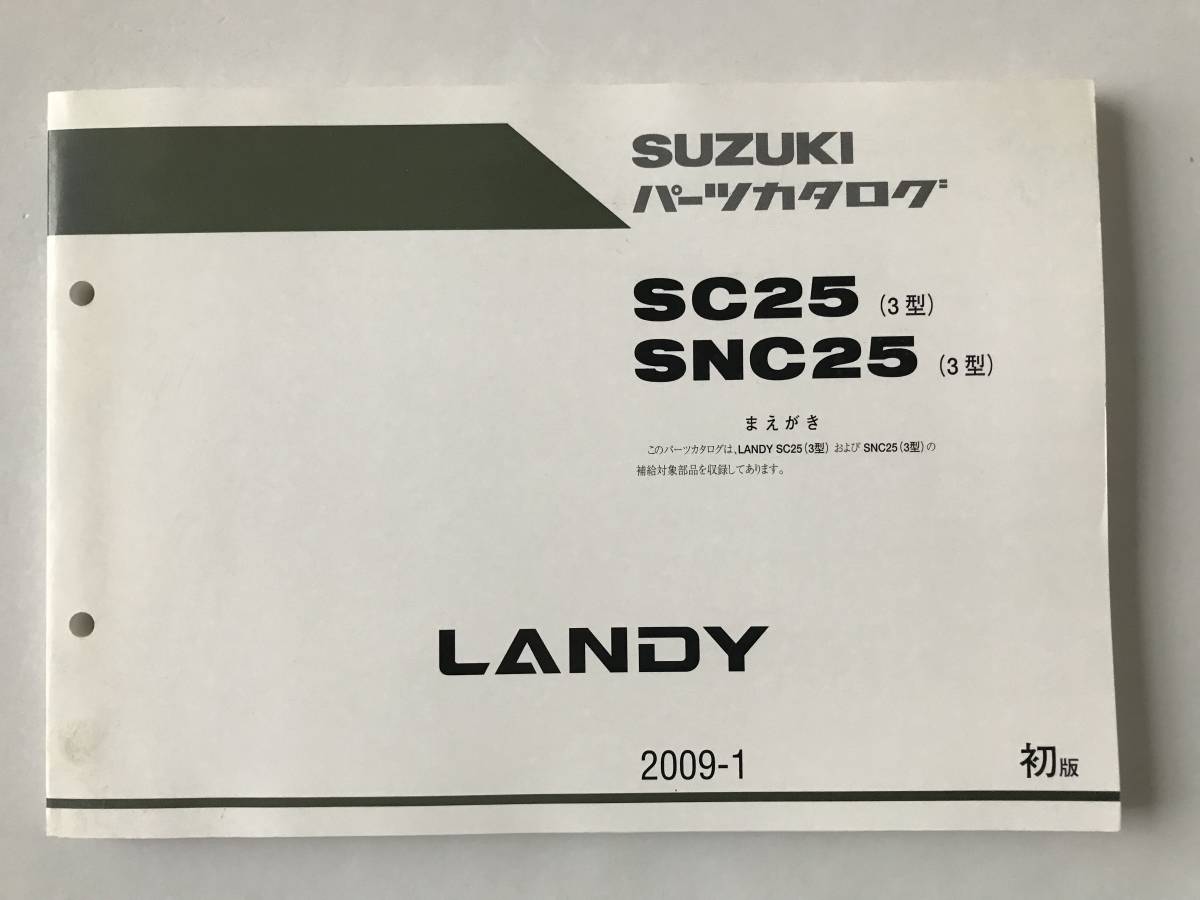 SUZUKI
パーツカタログ
SC25 (3型)
SNC25 (3型)
まえがき
このパーツカタログは、LANDY SC25(3型) および SNC25(3型)の
補給対象部品を収録してあります。
LANDY
2009-1 初版